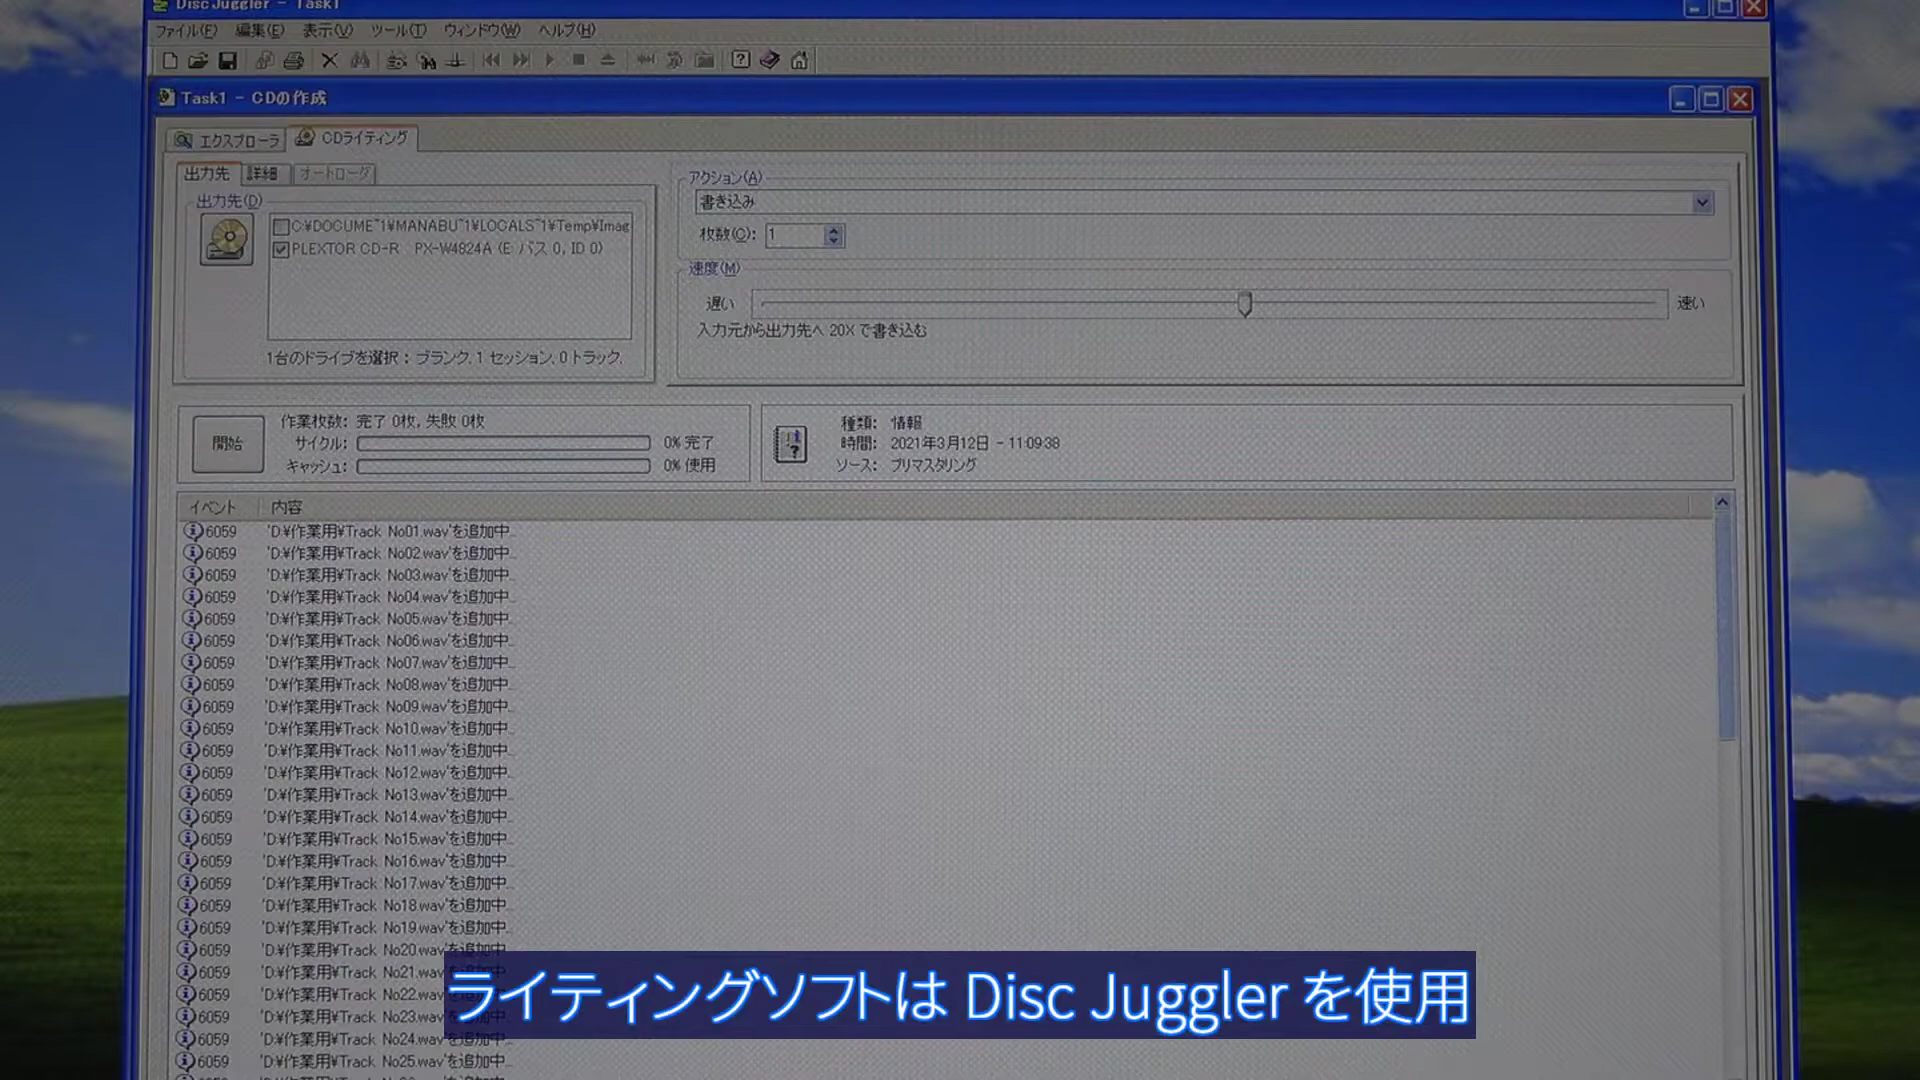 DiscJuggler - Task1
ファイル(F) 編集(E) 表示(V) ツール(T) ウィンドウ(W) ヘルプ(H)
Task1 - CDの作成
エクスプローラ CDライティング
出力先 詳細 オートローダ
出力先(D)
C:¥DOCUME~1¥MANABU~1¥LOCALS~1¥Temp¥Imag
PLEXTOR CD-R PX-W4824A (E: バス 0, ID 0)
1台のドライブを選択： ブランク, 1 セッション, 0 トラック.
アクション(A)
書き込み
枚数(C): 1
速度(M)
遅い 速い
入力元から出力先へ 20X で書き込む
開始
作業枚数: 完了 0枚, 失敗 0枚
サイクル: 0% 完了
キャッシュ: 0% 使用
種類: 情報
時間: 2021年3月12日 - 11:09:38
ソース: プリマスタリング
イベント 内容
6059 'D:¥作業用¥Track No01.wav'を追加中...
6059 'D:¥作業用¥Track No02.wav'を追加中...
6059 'D:¥作業用¥Track No03.wav'を追加中...
6059 'D:¥作業用¥Track No04.wav'を追加中...
6059 'D:¥作業用¥Track No05.wav'を追加中...
6059 'D:¥作業用¥Track No06.wav'を追加中...
6059 'D:¥作業用¥Track No07.wav'を追加中...
6059 'D:¥作業用¥Track No08.wav'を追加中...
6059 'D:¥作業用¥Track No09.wav'を追加中...
6059 'D:¥作業用¥Track No10.wav'を追加中...
6059 'D:¥作業用¥Track No11.wav'を追加中...
6059 'D:¥作業用¥Track No12.wav'を追加中...
6059 'D:¥作業用¥Track No13.wav'を追加中...
6059 'D:¥作業用¥Track No14.wav'を追加中...
6059 'D:¥作業用¥Track No15.wav'を追加中...
6059 'D:¥作業用¥Track No16.wav'を追加中...
6059 'D:¥作業用¥Track No17.wav'を追加中...
6059 'D:¥作業用¥Track No18.wav'を追加中...
6059 'D:¥作業用¥Track No19.wav'を追加中...
6059 'D:¥作業用¥Track No20.wav'を追加中...
6059 'D:¥作業用¥Track No21.wav'を追加中...
6059 'D:¥作業用¥Track No22.wav
6059 'D:¥作業用¥Track No23.wav
6059 'D:¥作業用¥Track No24.wav'を追加中...
6059 'D:¥作業用¥Track No25.wav'を追加中...
ライティングソフトは Disc Juggler を使用